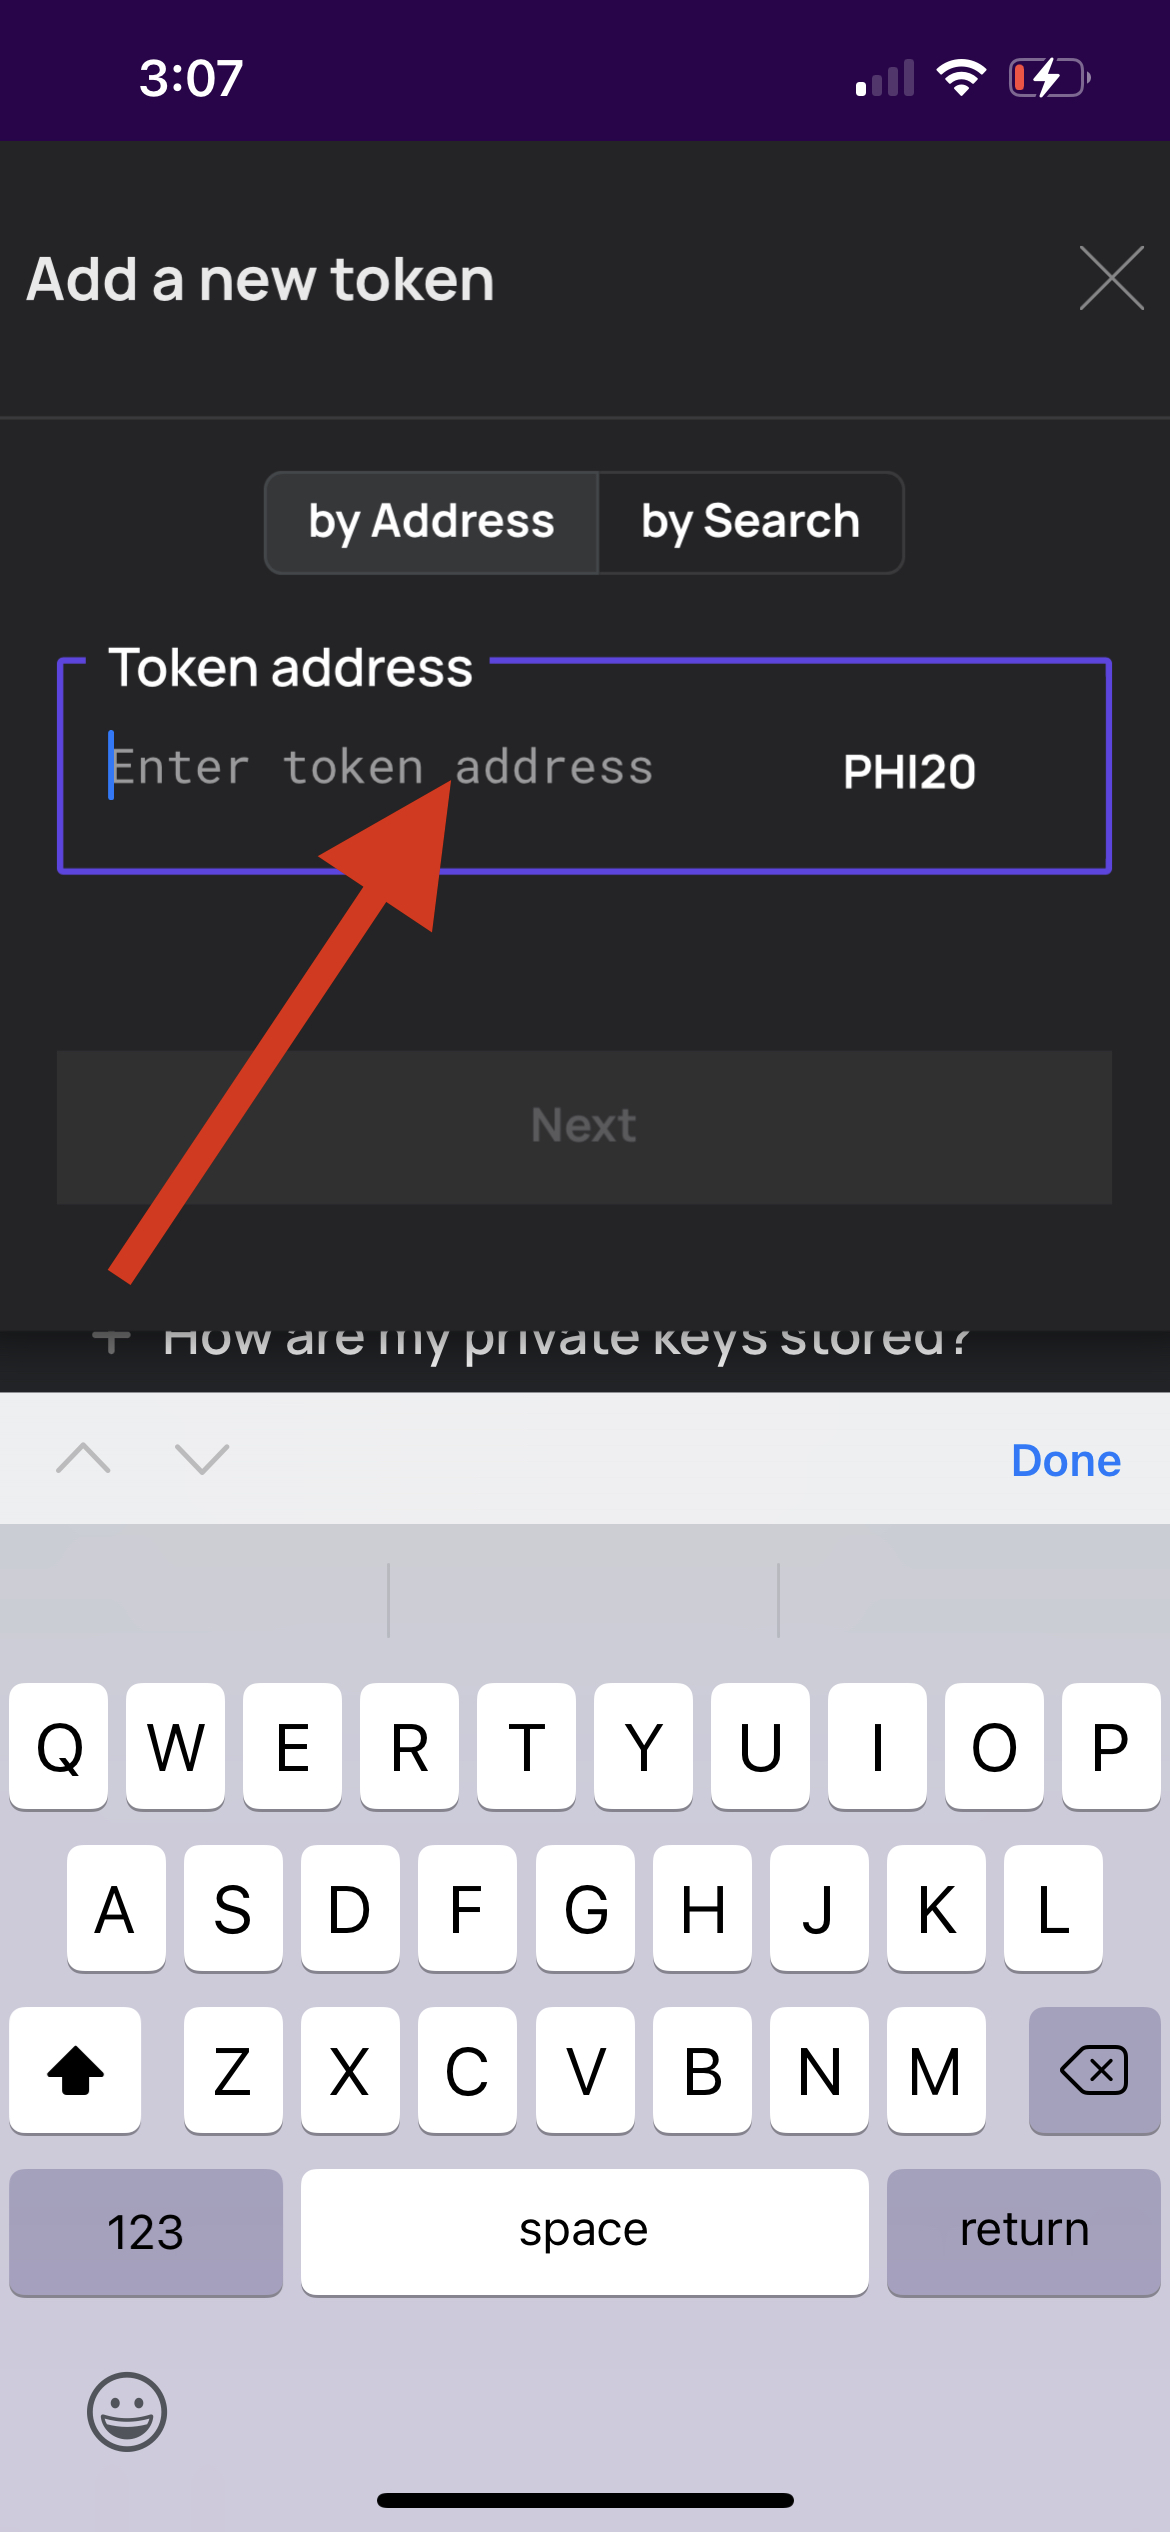 3:07
Add a new token
by Address by Search
Token address
Enter token address PHI20
Next
How are my private keys stored?
Done
Q W E R T Y U I O P
A S D F G H J K L
Z X C V B N M
123 space return